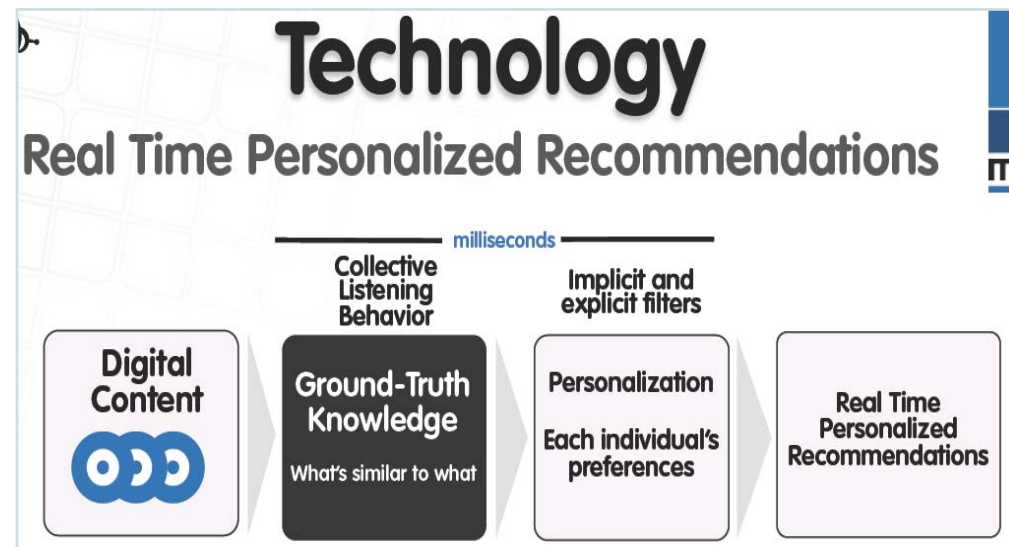 Technology
Real Time Personalized Recommendations
milliseconds
Collective
Listening
Behavior
Implicit and
explicit filters
Digital
Content
Ground-Truth
Knowledge
What's similar to what
Personalization
Each individual's
preferences
Real Time
Personalized
Recommendations